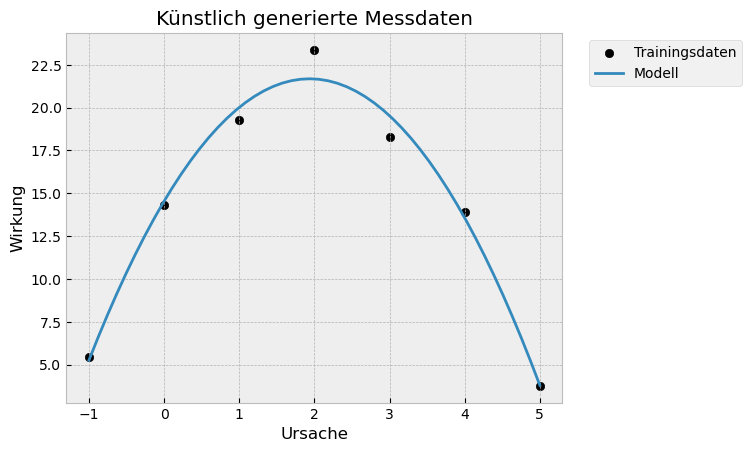 Künstlich generierte Messdaten
Trainingsdaten
Modell
22.5
20.0
17.5
15.0
12.5
10.0
7.5
5.0
Wirkung
−1 0 1 2 3 4 5
Ursache